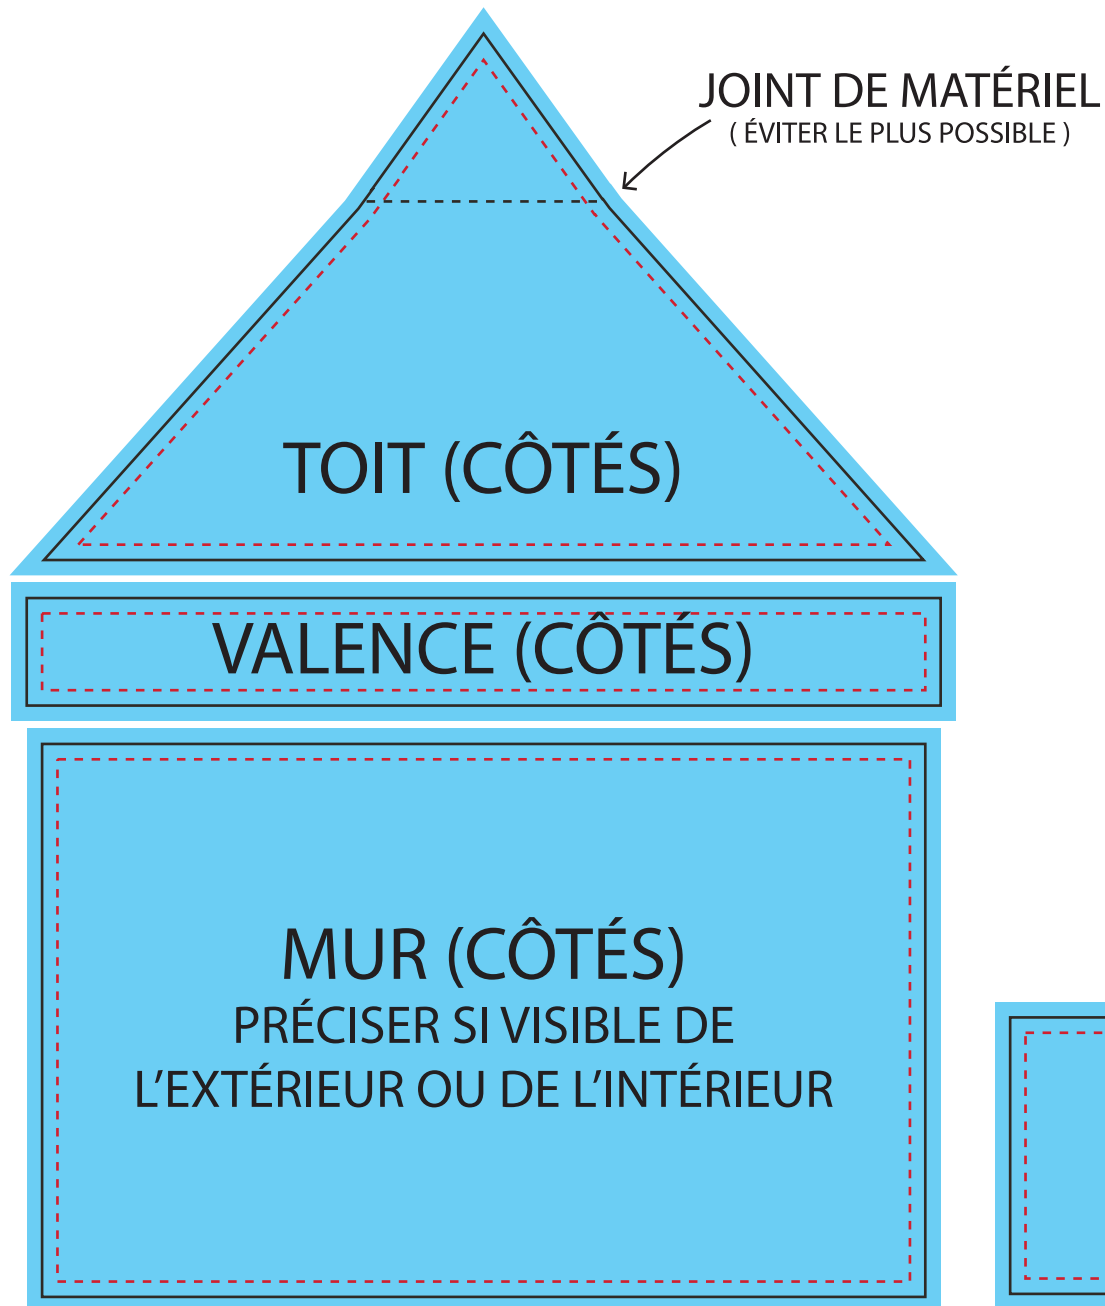 JOINT DE MATÉRIEL
( ÉVITER LE PLUS POSSIBLE )
TOIT (CÔTÉS)
VALENCE (CÔTÉS)
MUR (CÔTÉS)
PRÉCISER SI VISIBLE DE
L'EXTÉRIEUR OU DE L'INTÉRIEUR